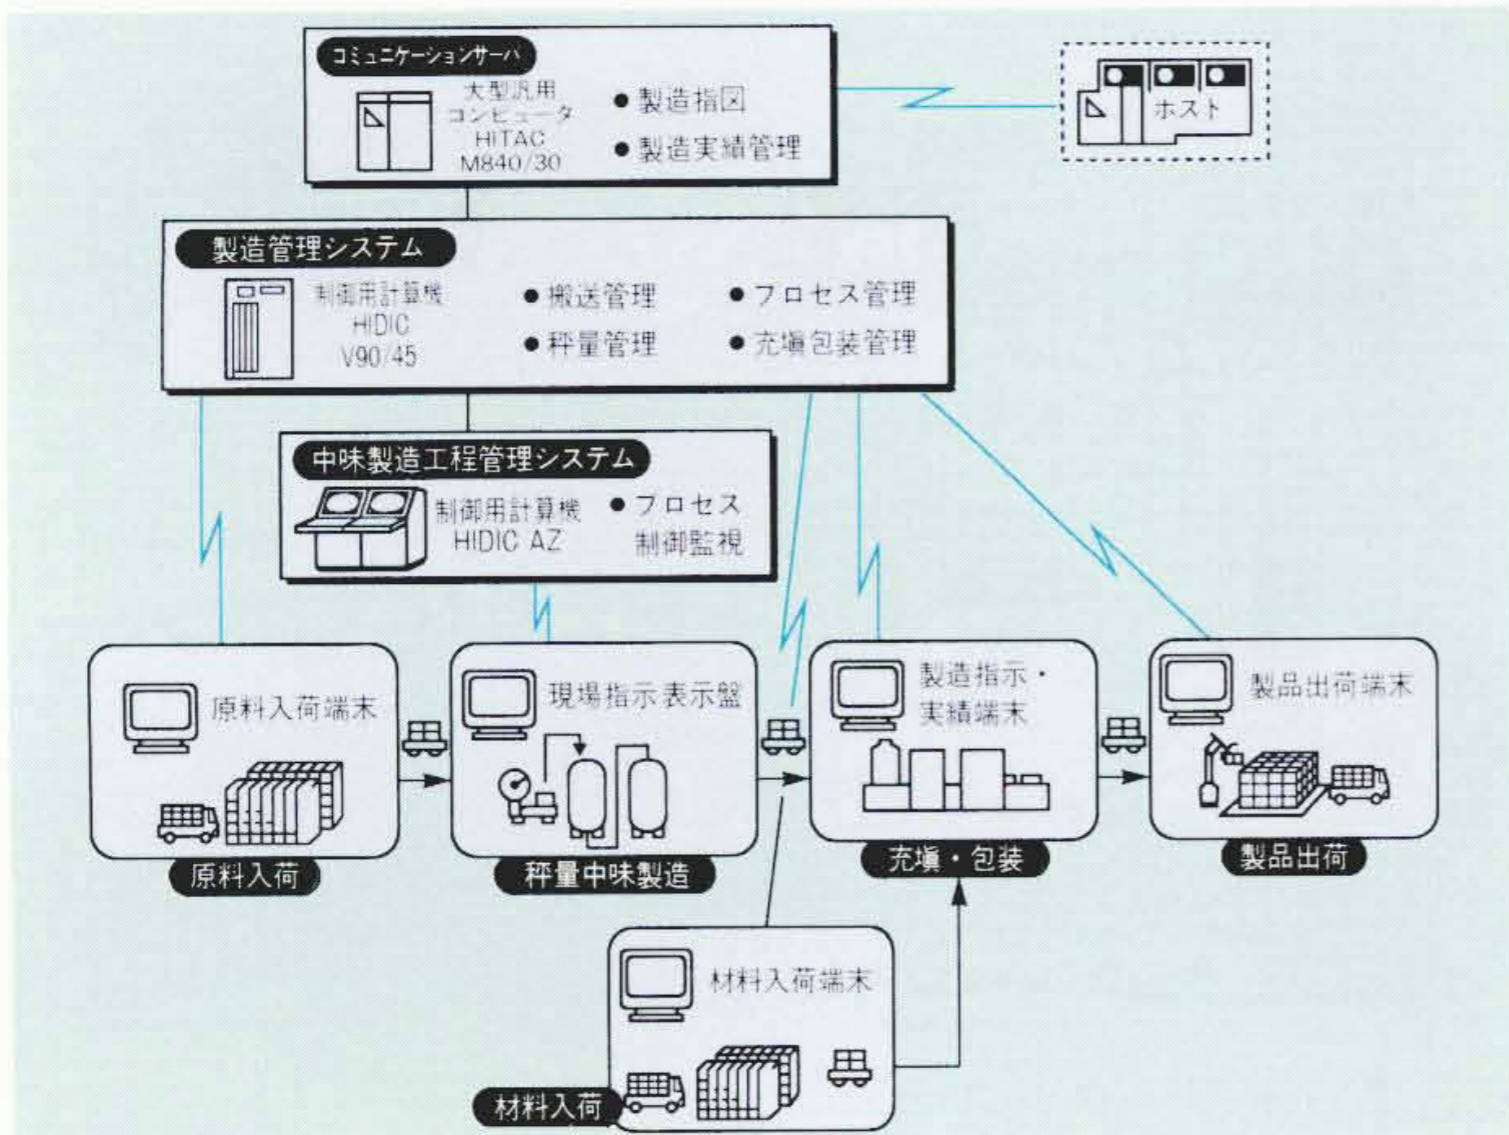 コミュニケーションサーバ
大型汎用
コンピュータ
HITAC
M840/30
●製造指図
●製造実績管理
ホスト
製造管理システム
制御用計算機
HIDIC
V90/45
●搬送管理
●秤量管理
●プロセス管理
●充塡包装管理
中味製造工程管理システム
制御用計算機
HIDIC AZ
●プロセス
制御監視
原料入荷端末
原料入荷
現場指示表示盤
秤量中味製造
製造指示・
実績端末
充塡・包装
製品出荷端末
製品出荷
材料入荷端末
材料入荷